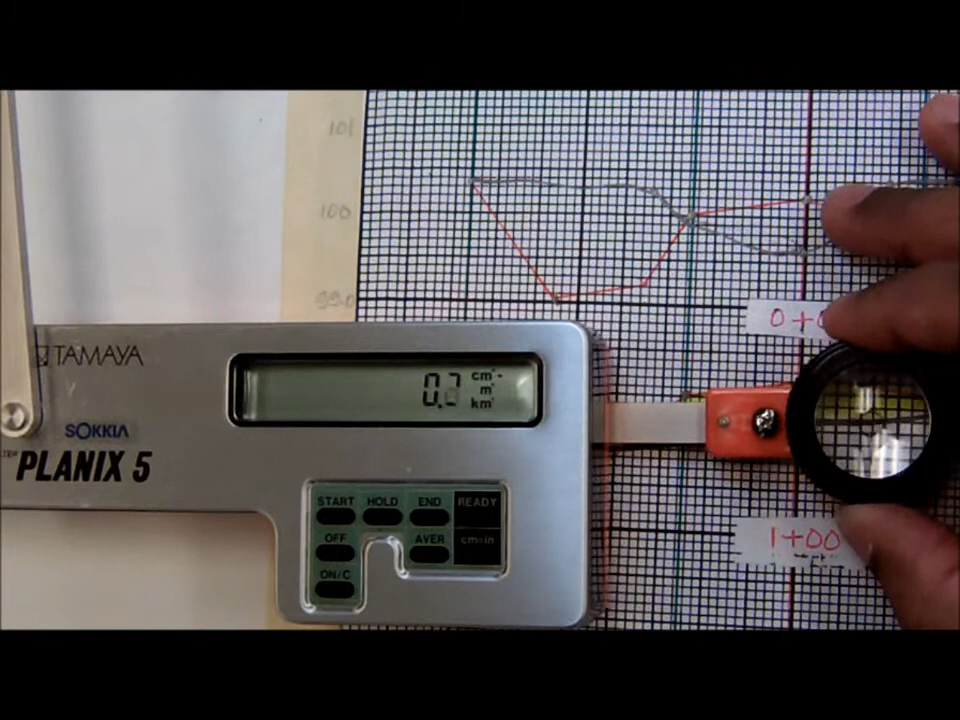 101
100
99.0
TAMAYA
0.2 cm²
m²
km²
SOKKIA
PLANIX 5
START HOLD END READY
OFF AVER cm=in
ON/C
1+00